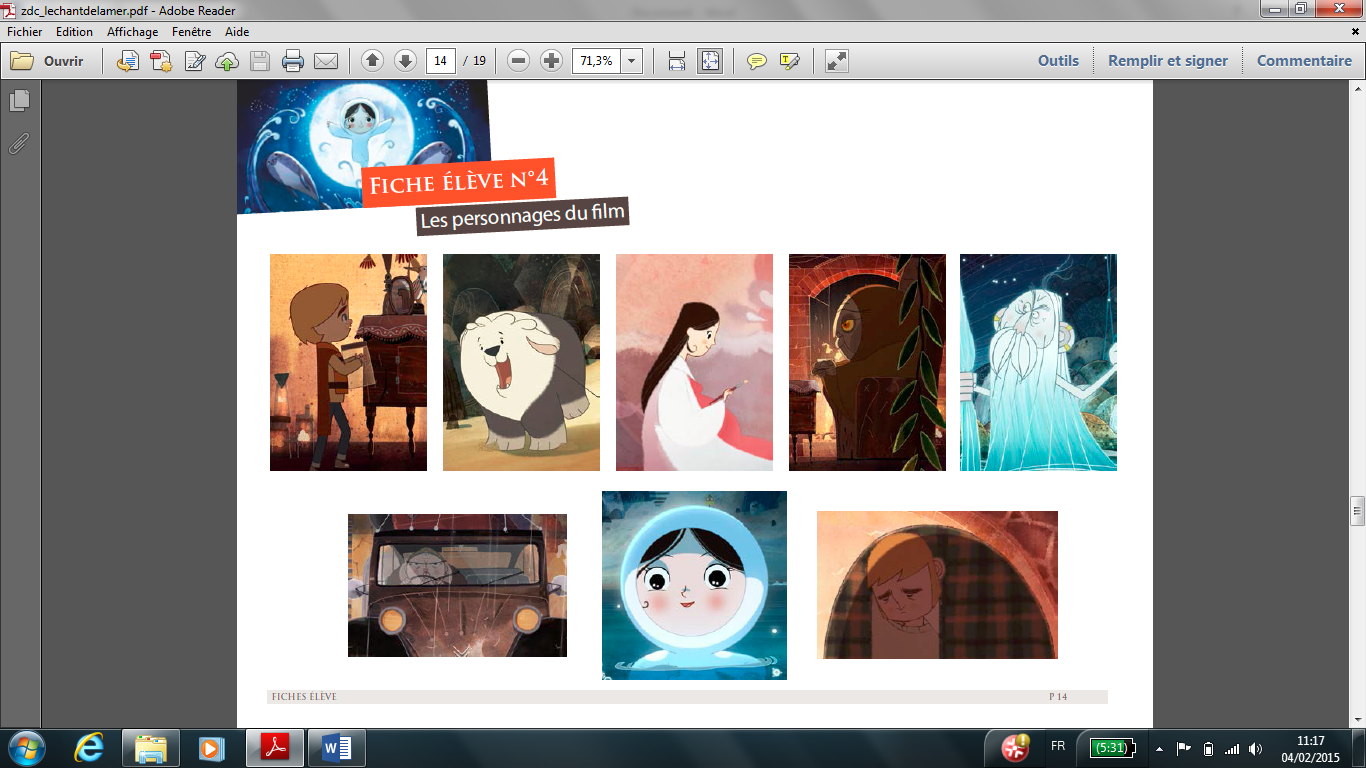 zdc_lechantdelamer.pdf - Adobe Reader
Fichier Edition Affichage Fenêtre Aide
Ouvrir 14 / 19 71,3% Outils Remplir et signer Commentaire
FICHE ÉLÈVE N°4
Les personnages du film
FICHES ÉLÈVE P 14
FR (5:31) 11:17
04/02/2015